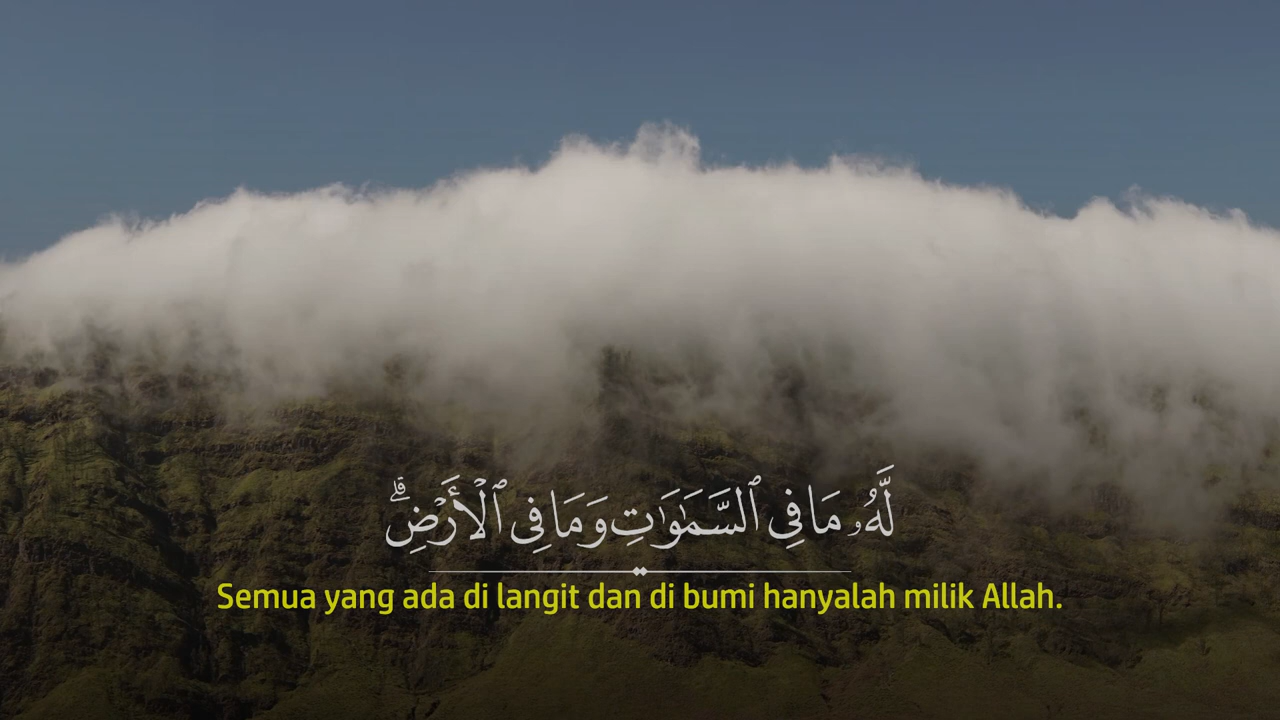 لَّهُۥ مَا فِى ٱلسَّمَٰوَٰتِ وَمَا فِى ٱلْأَرْضِ ۗ
Semua yang ada di langit dan di bumi hanyalah milik Allah.